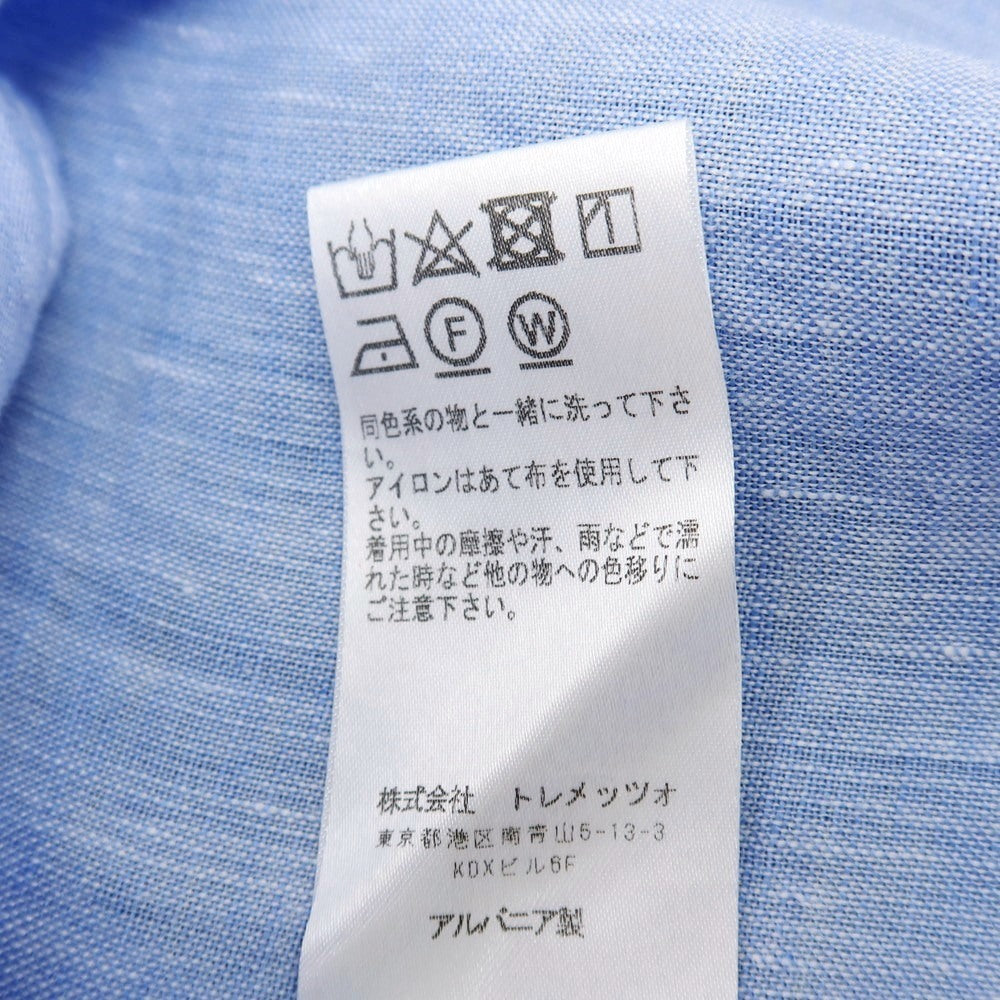 F W
同色系の物と一緒に洗って下さ
い。
アイロンはあて布を使用して下
さい。
着用中の摩擦や汗、雨などで濡
れた時など他の物への色移りに
ご注意下さい。
株式会社 トレメッツォ
東京都港区南青山5-13-3
KDXビル6F
アルバニア製